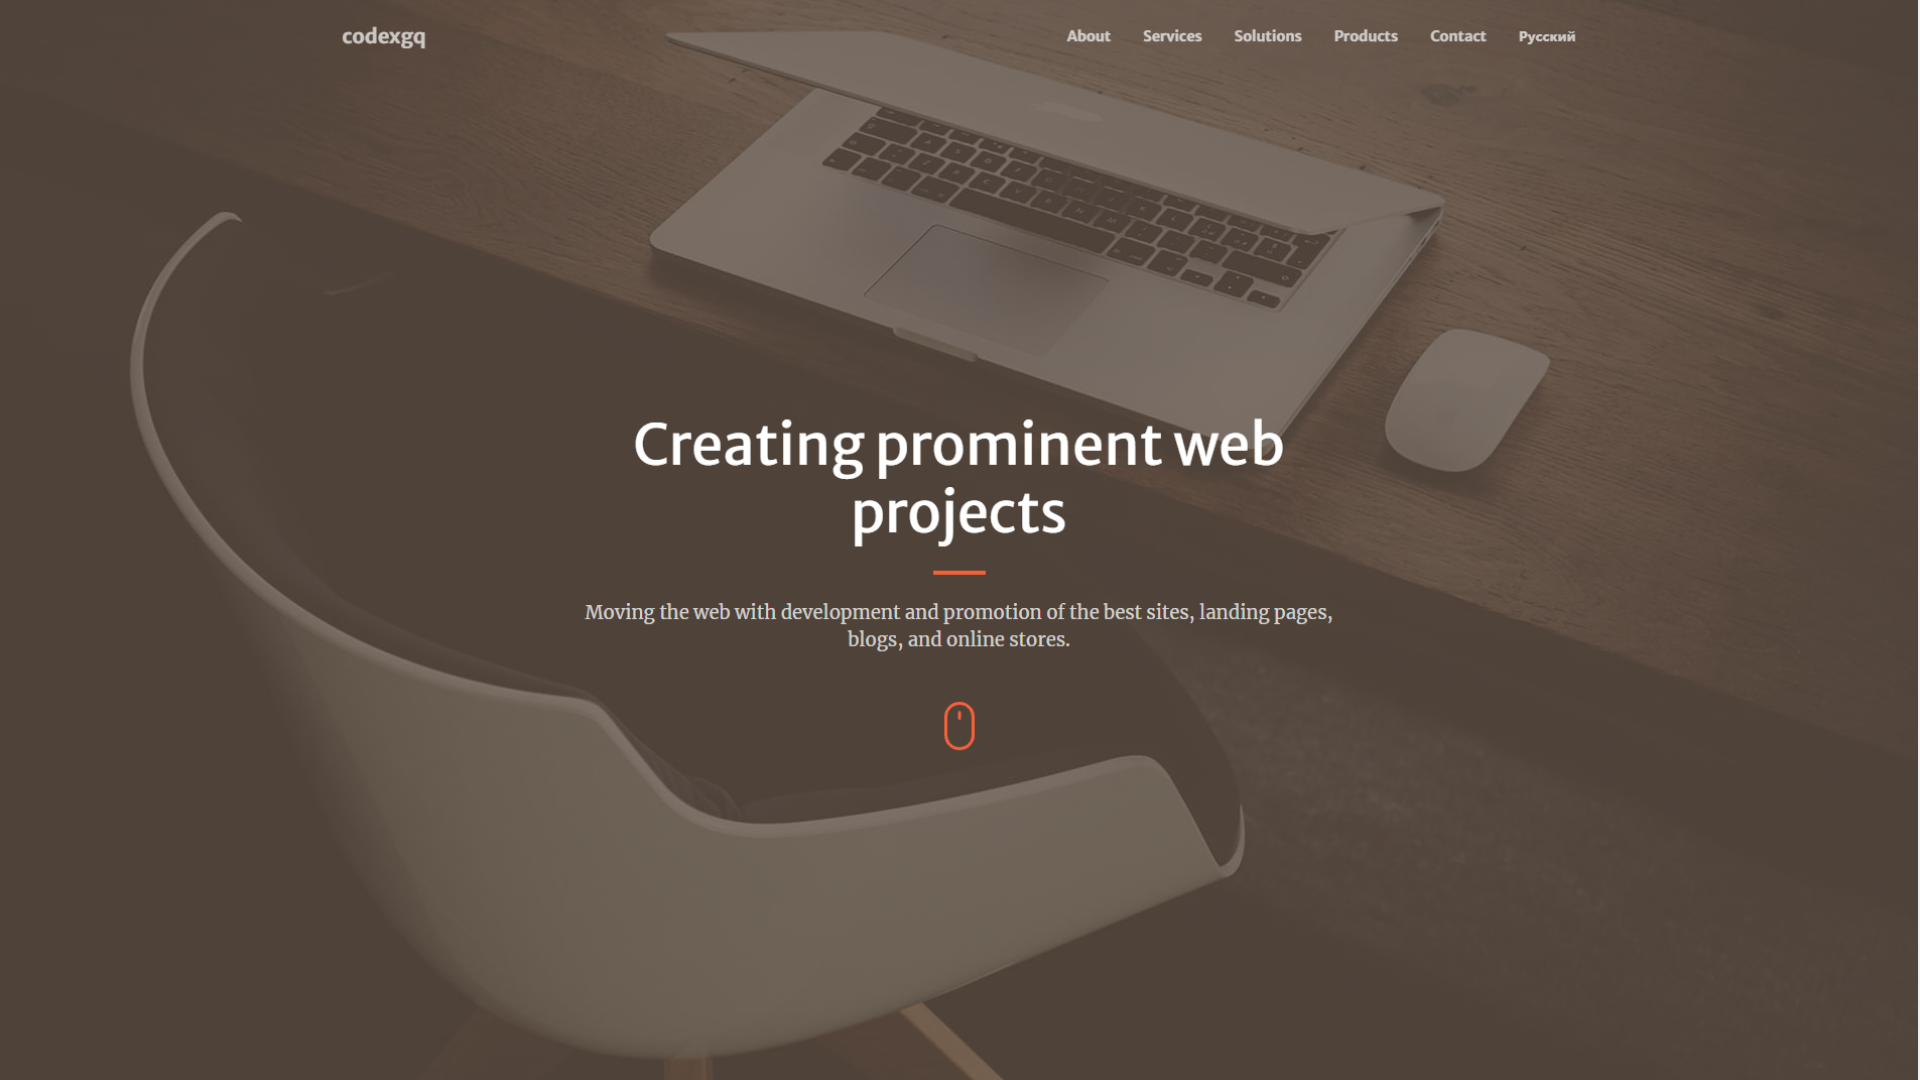 codexgq
About
Services
Solutions
Products
Contact
Русский
Creating prominent web
projects
Moving the web with development and promotion of the best sites, landing pages,
blogs, and online stores.